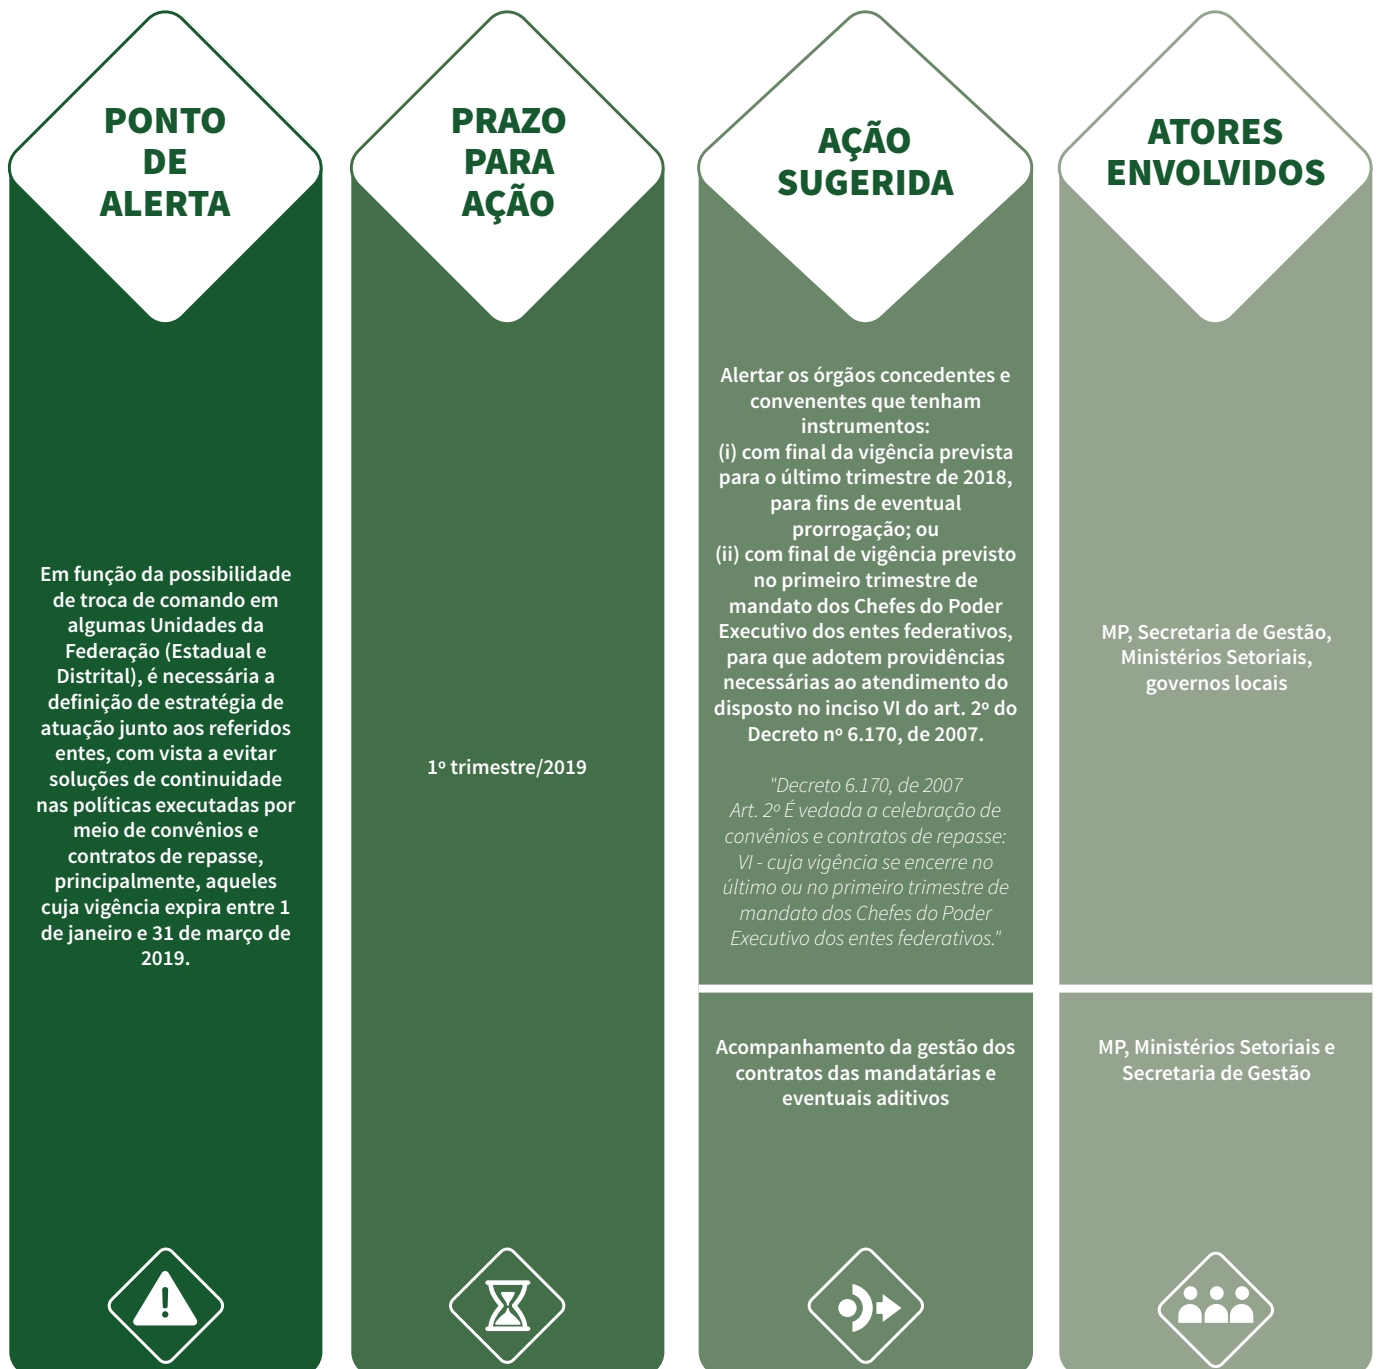 PONTO
DE
ALERTA
Em função da possibilidade
de troca de comando em
algumas Unidades da
Federação (Estadual e
Distrital), é necessária a
definição de estratégia de
atuação junto aos referidos
entes, com vista a evitar
soluções de continuidade
nas políticas executadas por
meio de convênios e
contratos de repasse,
principalmente, aqueles
cuja vigência expira entre 1
de janeiro e 31 de março de
2019.
PRAZO
PARA
AÇÃO
1º trimestre/2019
AÇÃO
SUGERIDA
Alertar os órgãos concedentes e
convenentes que tenham
instrumentos:
(i) com final da vigência prevista
para o último trimestre de 2018,
para fins de eventual
prorrogação; ou
(ii) com final de vigência previsto
no primeiro trimestre de
mandato dos Chefes do Poder
Executivo dos entes federativos,
para que adotem providências
necessárias ao atendimento do
disposto no inciso VI do art. 2º do
Decreto nº 6.170, de 2007.
"Decreto 6.170, de 2007
Art. 2º É vedada a celebração de
convênios e contratos de repasse:
VI - cuja vigência se encerre no
último ou no primeiro trimestre de
mandato dos Chefes do Poder
Executivo dos entes federativos."
Acompanhamento da gestão dos
contratos das mandatárias e
eventuais aditivos
ATORES
ENVOLVIDOS
MP, Secretaria de Gestão,
Ministérios Setoriais,
governos locais
MP, Ministérios Setoriais e
Secretaria de Gestão